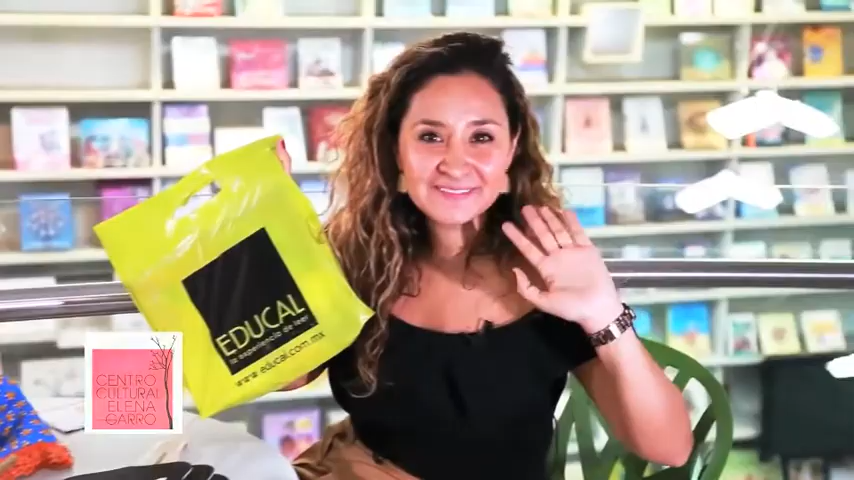 EDUCAL
la experiencia de leer.
www.educal.com.mx
CENTRO
CULTURAL
ELENA
GARRO